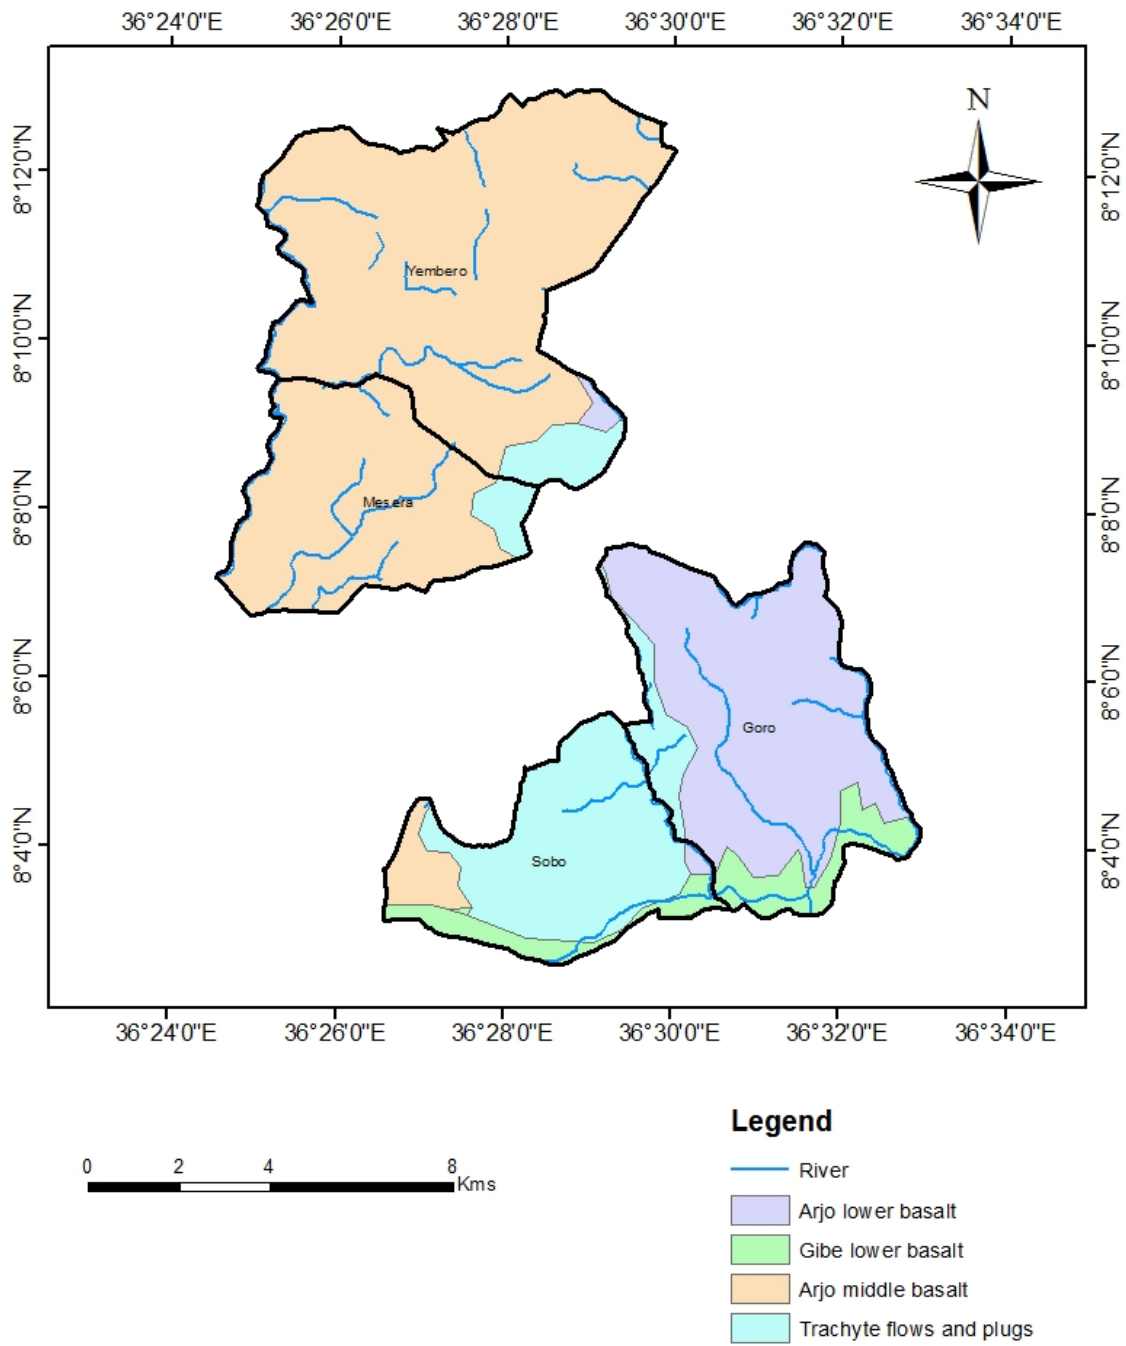 36°24'0"E 36°26'0"E 36°28'0"E 36°30'0"E 36°32'0"E 36°34'0"E
N
8°12'0"N 8°12'0"N
Yembero
8°10'0"N 8°10'0"N
Mesera
8°8'0"N 8°8'0"N
8°6'0"N 8°6'0"N
Goro
8°4'0"N 8°4'0"N
Sobo
36°24'0"E 36°26'0"E 36°28'0"E 36°30'0"E 36°32'0"E 36°34'0"E
Legend
0 2 4 8
Kms
River
Arjo lower basalt
Gibe lower basalt
Arjo middle basalt
Trachyte flows and plugs